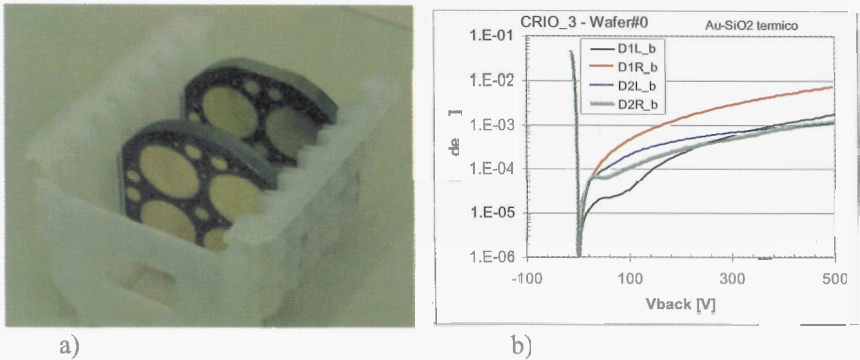 CRIO_3 - Wafer#0
Au-SiO2 termico
1.E-01
1.E-02
1.E-03
1.E-04
1.E-05
1.E-06
D1L_b
D1R_b
D2L_b
D2R_b
-100
100
300
500
Vback [V]
a)
b)